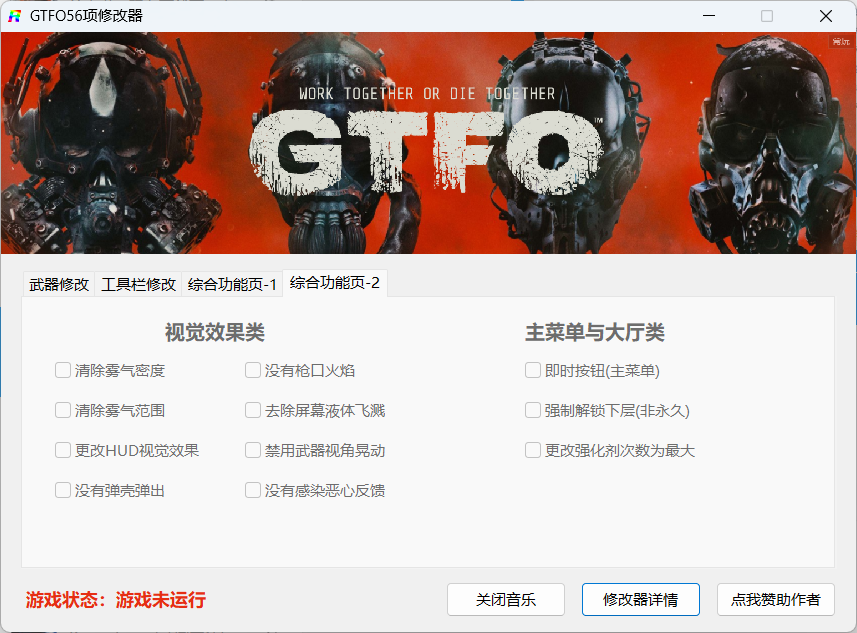 GTFO56项修改器
常玩
WORK TOGETHER OR DIE TOGETHER
GTFO™
武器修改 工具栏修改 综合功能页-1 综合功能页-2
视觉效果类 主菜单与大厅类
清除雾气密度 没有枪口火焰 即时按钮(主菜单)
清除雾气范围 去除屏幕液体飞溅 强制解锁下层(非永久)
更改HUD视觉效果 禁用武器视角晃动 更改强化剂次数为最大
没有弹壳弹出 没有感染恶心反馈
游戏状态：游戏未运行 关闭音乐 修改器详情 点我赞助作者